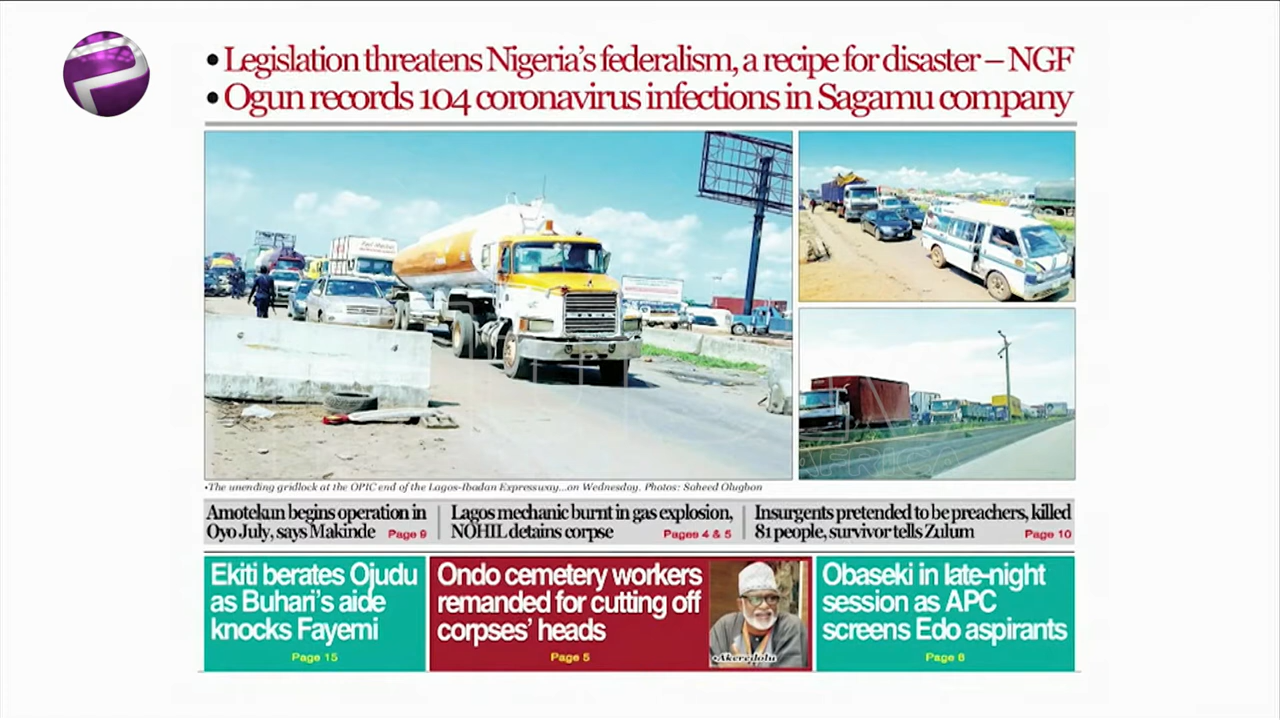 • Legislation threatens Nigeria's federalism, a recipe for disaster – NGF
• Ogun records 104 coronavirus infections in Sagamu company
•The unending gridlock at the OPIC end of the Lagos-Ibadan Expressway...on Wednesday. Photos: Saheed Olugbon
Amotekun begins operation in
Oyo July, says Makinde Page 9
Lagos mechanic burnt in gas explosion,
NOHIL detains corpse Pages 4 & 5
Insurgents pretended to be preachers, killed
81 people, survivor tells Zulum Page 10
Ekiti berates Ojudu
as Buhari's aide
knocks Fayemi
Page 15
Ondo cemetery workers
remanded for cutting off
corpses' heads
Page 5
•Akeredolu
Obaseki in late-night
session as APC
screens Edo aspirants
Page 8
AFRICA